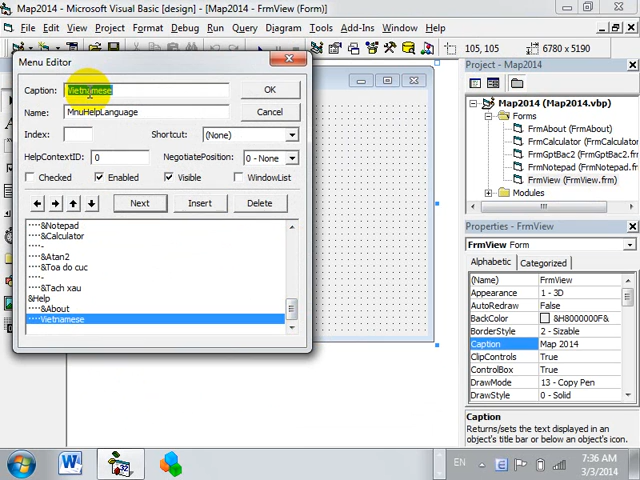 Map2014 - Microsoft Visual Basic [design] - [Map2014 - FrmView (Form)]
File Edit View Project Format Debug Run Query Diagram Tools Add-Ins Window Help
105, 105
6780 x 5190
Menu Editor
Caption: Vietnamese OK
Name: MnuHelpLanguage Cancel
Index: Shortcut: (None)
HelpContextID: 0 NegotiatePosition: 0 - None
Checked Enabled Visible WindowList
Next Insert Delete
····&Notepad
····&Calculator
····-
····&Atan2
····&Toa do cuc
····-
····&Tach xau
&Help
····&About
····Vietnamese
Project - Map2014
Map2014 (Map2014.vbp)
Forms
FrmAbout (FrmAbout.frm)
FrmCalculator (FrmCalculator.frm)
FrmGptBac2 (FrmGptBac2.frm)
FrmNotepad (FrmNotepad.frm)
FrmView (FrmView.frm)
Modules
Properties - FrmView
FrmView Form
Alphabetic Categorized
(Name) FrmView
Appearance 1 - 3D
AutoRedraw False
BackColor &H8000000F&
BorderStyle 2 - Sizable
Caption Map 2014
ClipControls True
ControlBox True
DrawMode 13 - Copy Pen
DrawStyle 0 - Solid
Caption
Returns/sets the text displayed in an object's title bar or below an object's icon.
EN
7:36 AM
3/3/2014